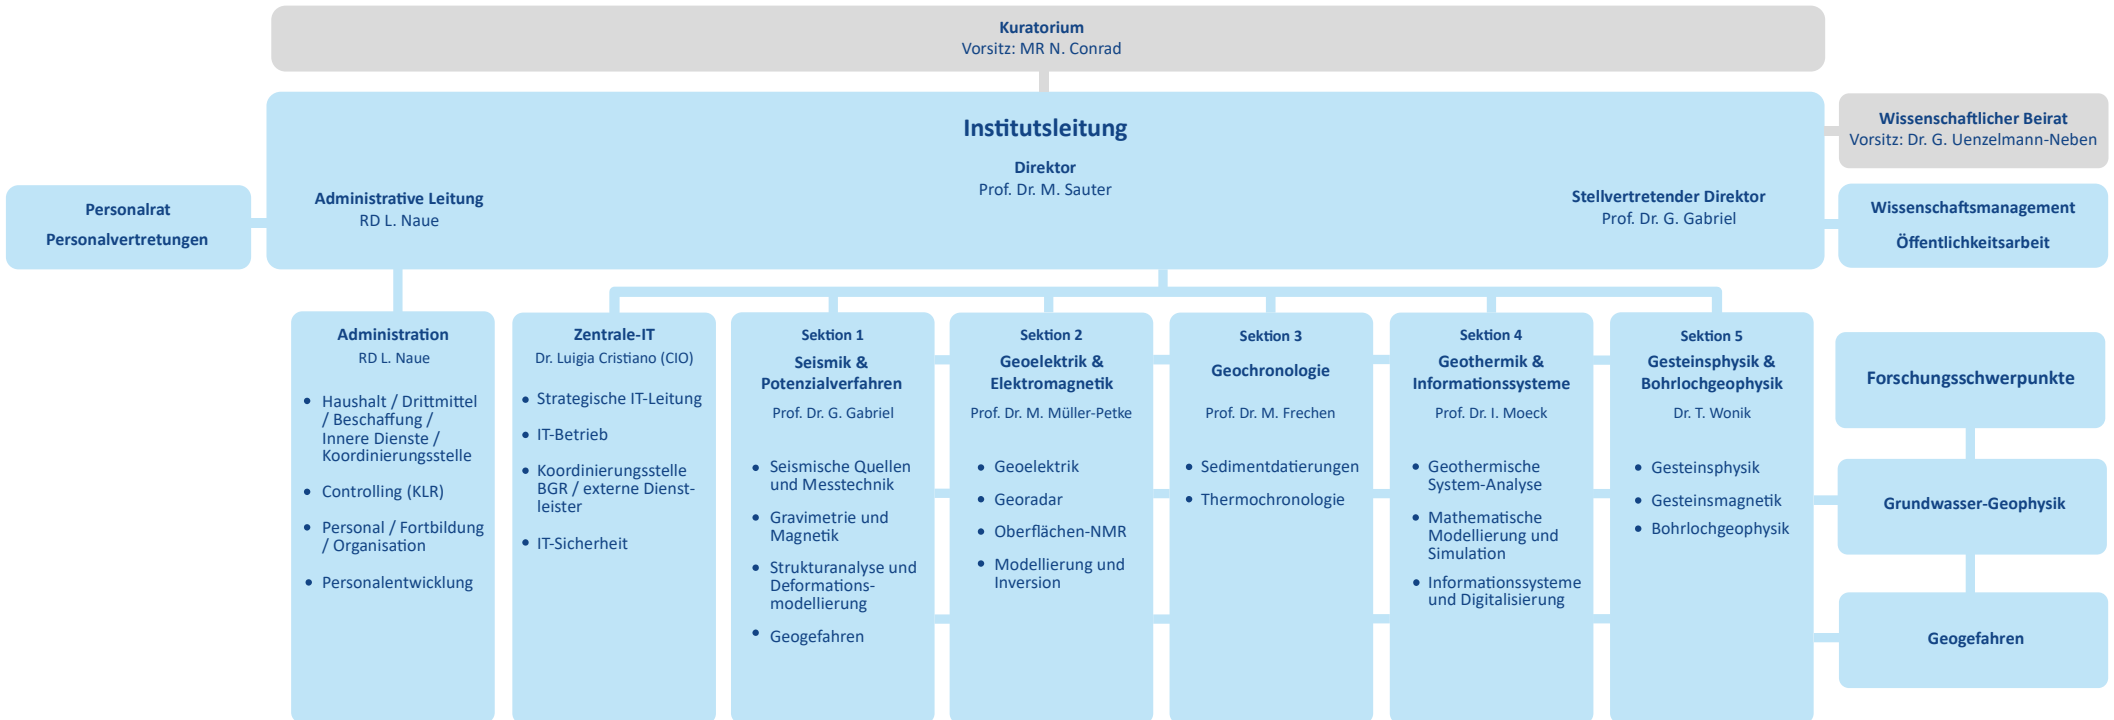 Kuratorium
Vorsitz: MR N. Conrad
Institutsleitung
Direktor
Prof. Dr. M. Sauter
Administrative Leitung
RD L. Naue
Stellvertretender Direktor
Prof. Dr. G. Gabriel
Wissenschaftlicher Beirat
Vorsitz: Dr. G. Uenzelmann-Neben
Personalrat
Personalvertretungen
Wissenschaftsmanagement
Öffentlichkeitsarbeit
Administration
RD L. Naue
• Haushalt / Drittmittel
/ Beschaffung /
Innere Dienste /
Koordinierungsstelle
• Controlling (KLR)
• Personal / Fortbildung
/ Organisation
• Personalentwicklung
Zentrale-IT
Dr. Luigia Cristiano (CIO)
• Strategische IT-Leitung
• IT-Betrieb
• Koordinierungsstelle
BGR / externe Dienst-
leister
• IT-Sicherheit
Sektion 1
Seismik &
Potenzialverfahren
Prof. Dr. G. Gabriel
• Seismische Quellen
und Messtechnik
• Gravimetrie und
Magnetik
• Strukturanalyse und
Deformations-
modellierung
• Geogefahren
Sektion 2
Geoelektrik &
Elektromagnetik
Prof. Dr. M. Müller-Petke
• Geoelektrik
• Georadar
• Oberflächen-NMR
• Modellierung und
Inversion
Sektion 3
Geochronologie
Prof. Dr. M. Frechen
• Sedimentdatierungen
• Thermochronologie
Sektion 4
Geothermik &
Informationssysteme
Prof. Dr. I. Moeck
• Geothermische
System-Analyse
• Mathematische
Modellierung und
Simulation
• Informationssysteme
und Digitalisierung
Sektion 5
Gesteinsphysik &
Bohrlochgeophysik
Dr. T. Wonik
• Gesteinsphysik
• Gesteinsmagnetik
• Bohrlochgeophysik
Forschungsschwerpunkte
Grundwasser-Geophysik
Geogefahren